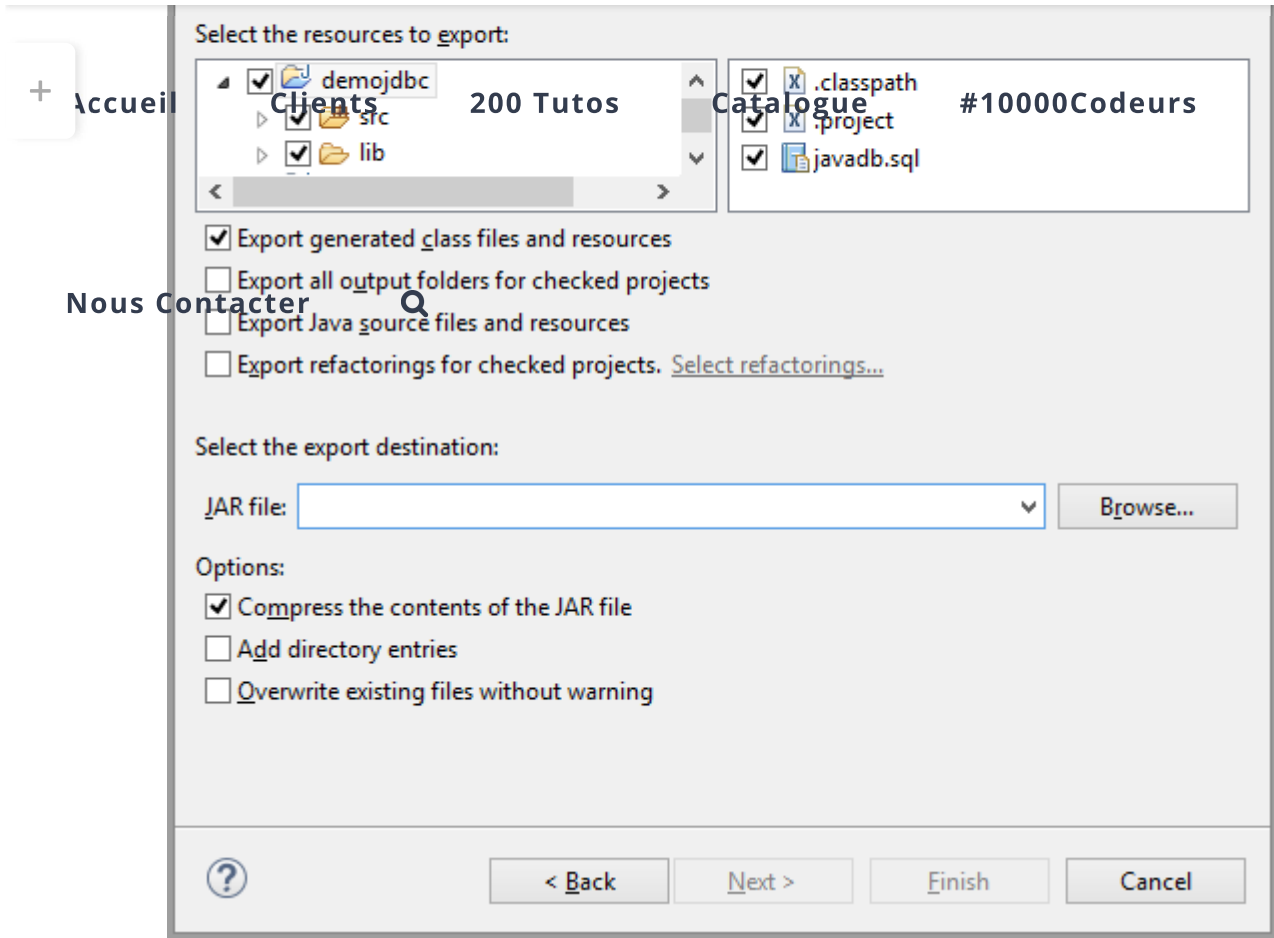 Select the resources to export:
demojdbc
.classpath
Accueil Clients 200 Tutos Catalogue #10000Codeurs
src
.project
lib
javadb.sql
Export generated class files and resources
Export all output folders for checked projects
Nous Contacter
Export Java source files and resources
Export refactorings for checked projects. Select refactorings...
Select the export destination:
JAR file: Browse...
Options:
Compress the contents of the JAR file
Add directory entries
Overwrite existing files without warning
< Back Next > Finish Cancel